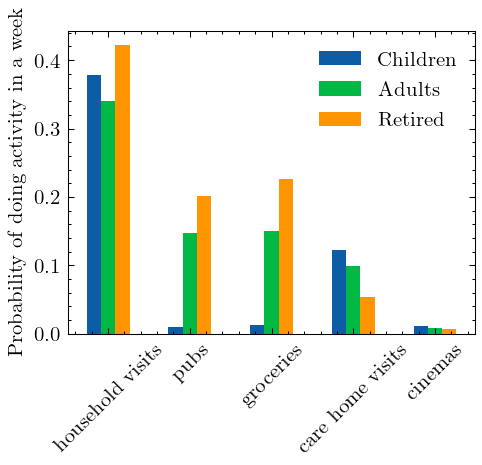 Probability of doing activity in a week
0.4
0.3
0.2
0.1
0.0
Children
Adults
Retired
household visits
pubs
groceries
care home visits
cinemas